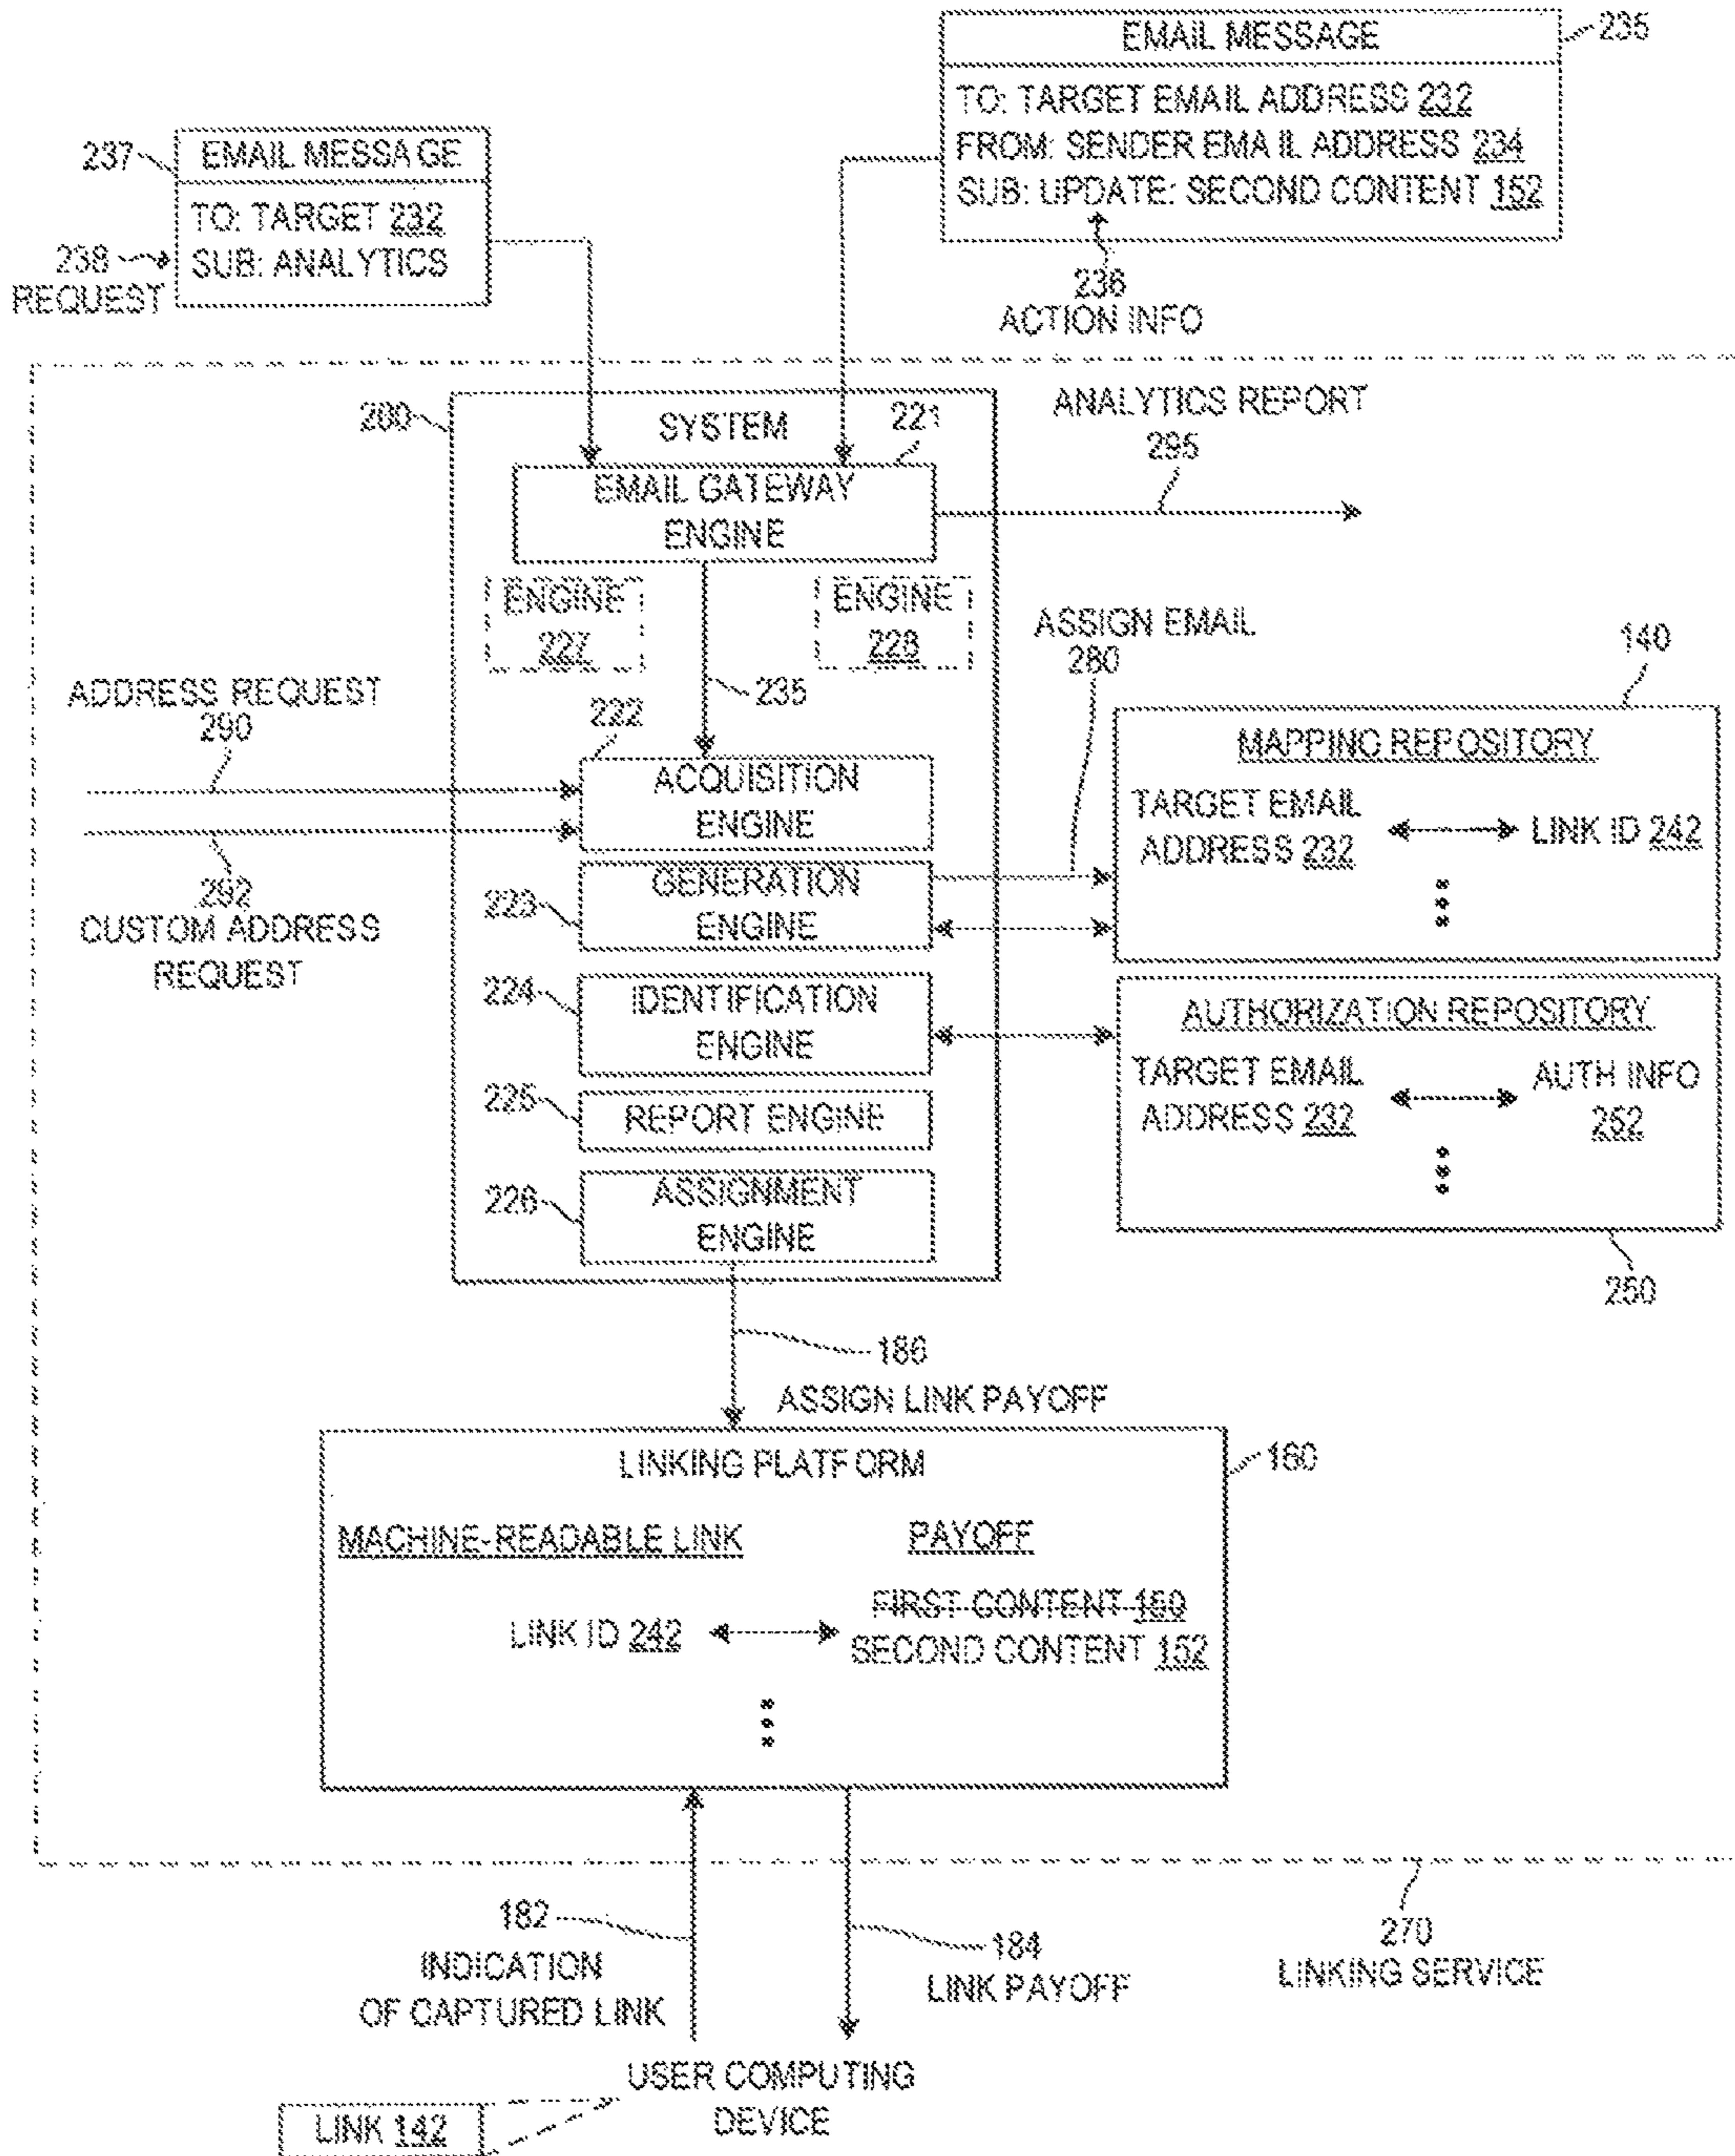 EMAIL MESSAGE
235
TO: TARGET EMAIL ADDRESS 232
FROM: SENDER EMAIL ADDRESS 234
SUB: UPDATE: SECOND CONTENT 152
237
EMAIL MESSAGE
TO: TARGET 232
SUB: ANALYTICS
238
REQUEST
236
ACTION INFO
200
SYSTEM
221
ANALYTICS REPORT
295
EMAIL GATEWAY
ENGINE
ENGINE
227
ENGINE
228
ASSIGN EMAIL
280
235
140
ADDRESS REQUEST
290
222
ACQUISITION
ENGINE
MAPPING REPOSITORY
TARGET EMAIL
ADDRESS 232
LINK ID 242
292
CUSTOM ADDRESS
REQUEST
223
GENERATION
ENGINE
224
IDENTIFICATION
ENGINE
AUTHORIZATION REPOSITORY
TARGET EMAIL
ADDRESS 232
AUTH INFO
252
225
REPORT ENGINE
226
ASSIGNMENT
ENGINE
250
186
ASSIGN LINK PAYOFF
LINKING PLATFORM
160
MACHINE-READABLE LINK
PAYOFF
FIRST CONTENT 150
LINK ID 242
SECOND CONTENT 152
182
INDICATION
OF CAPTURED LINK
184
LINK PAYOFF
270
LINKING SERVICE
USER COMPUTING
DEVICE
LINK 142